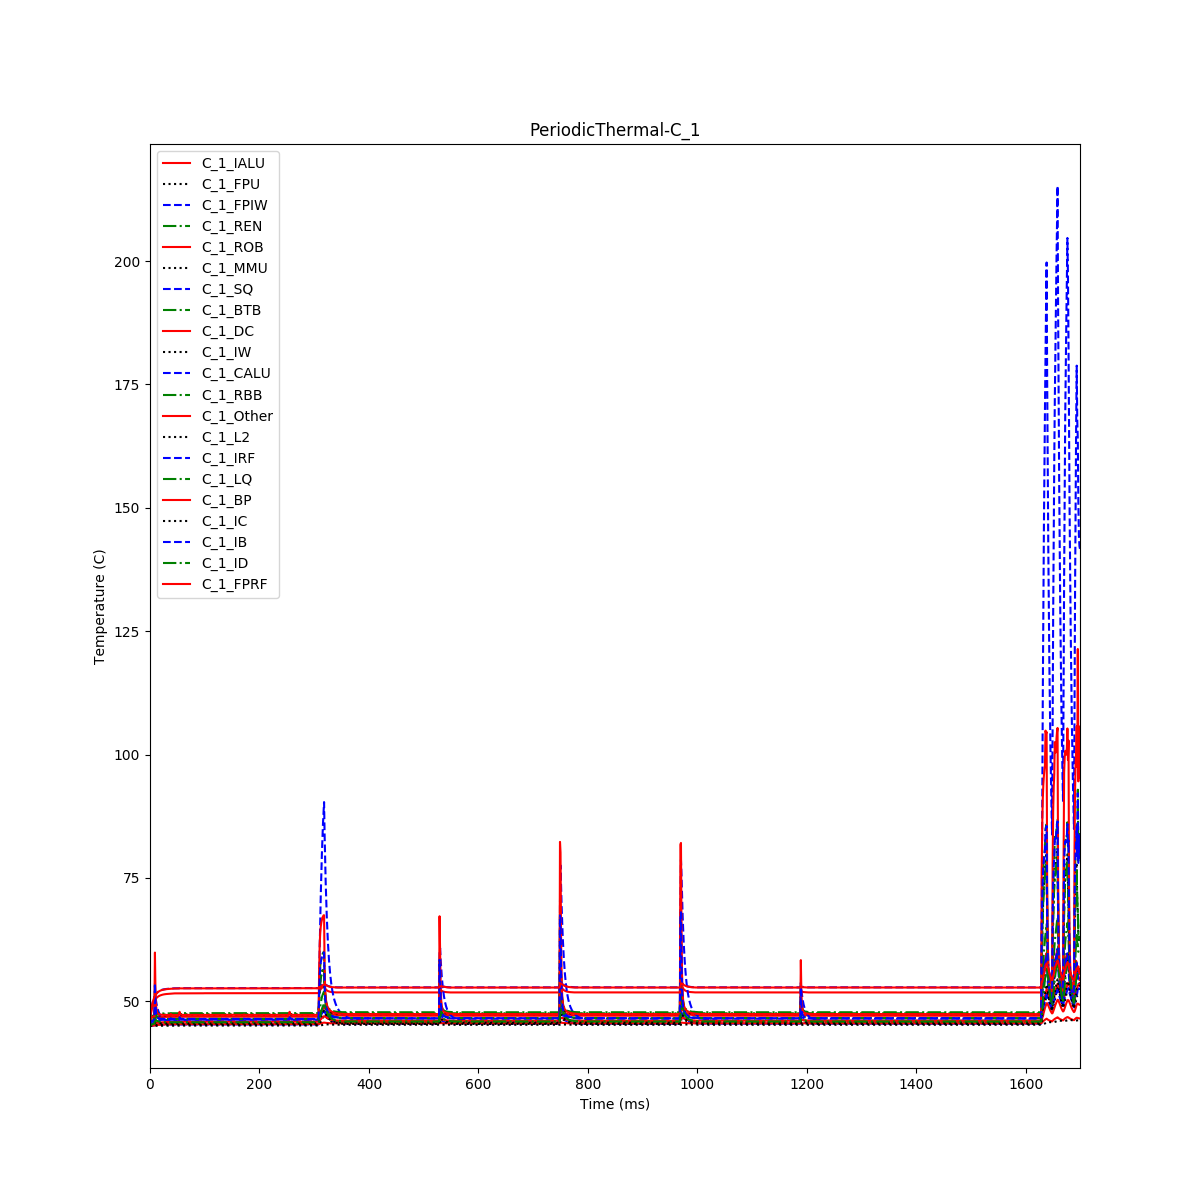 PeriodicThermal-C_1
C_1_IALU
C_1_FPU
C_1_FPIW
C_1_REN
C_1_ROB
C_1_MMU
C_1_SQ
C_1_BTB
C_1_DC
C_1_IW
C_1_CALU
C_1_RBB
C_1_Other
C_1_L2
C_1_IRF
C_1_LQ
C_1_BP
C_1_IC
C_1_IB
C_1_ID
C_1_FPRF
200
175
150
125
100
75
50
Temperature (C)
0 200 400 600 800 1000 1200 1400 1600
Time (ms)